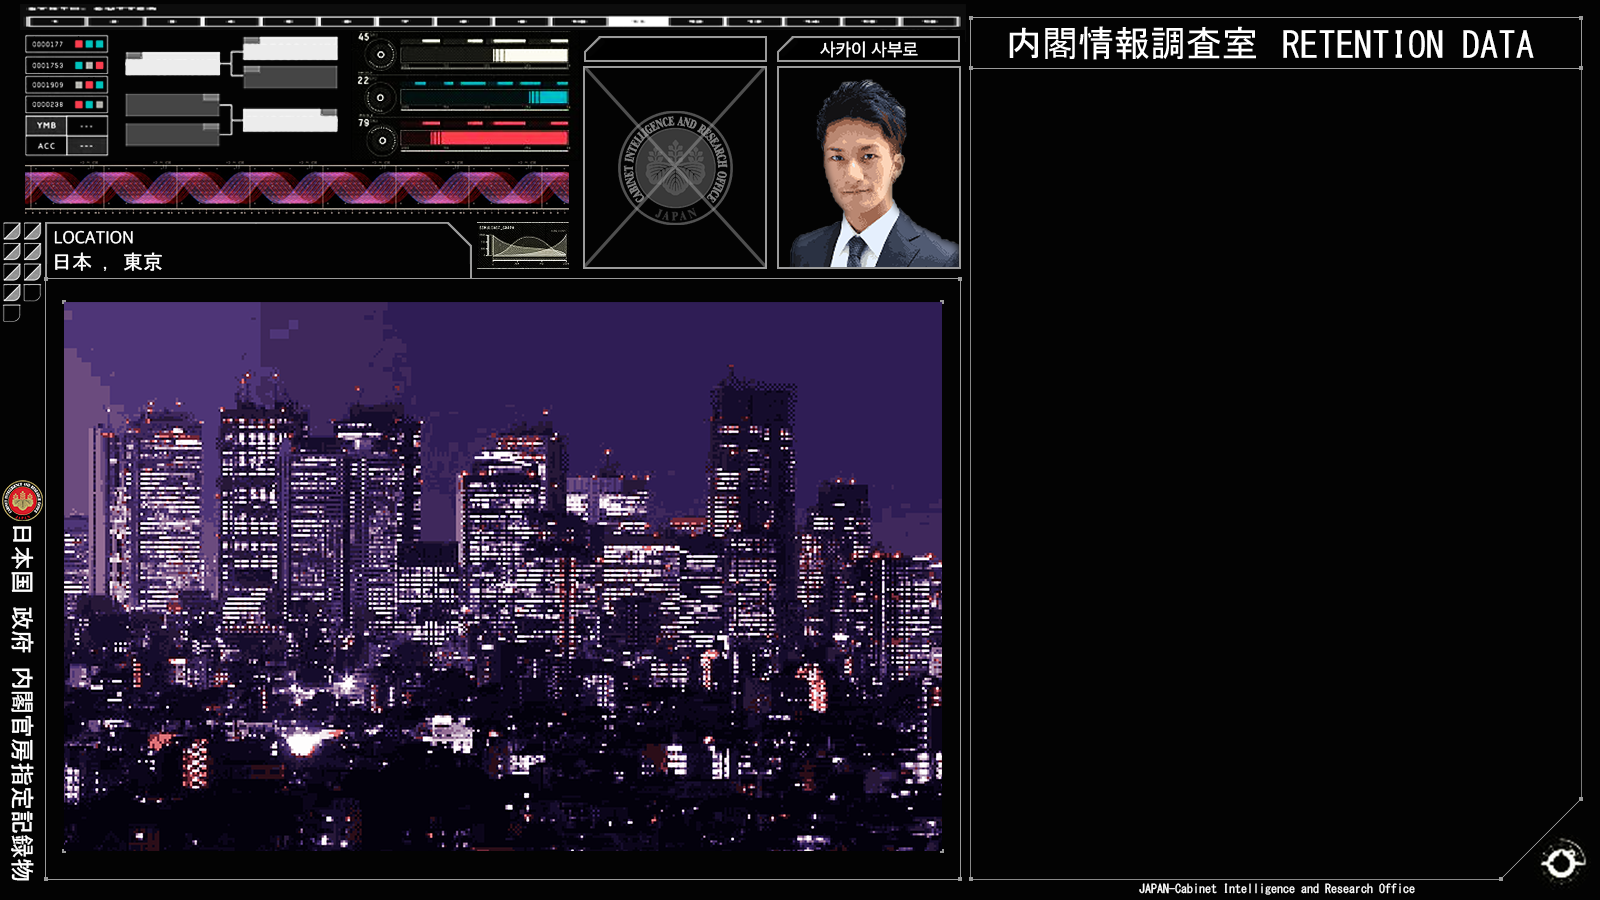 0000177
0001753
0001909
0000238
YMB ---
ACC ---
45
22
79
사카이 사부로
CABINET INTELLIGENCE AND RESEARCH OFFICE
JAPAN
LOCATION
日本 , 東京
日本国 政府 内閣官房指定記録物
内閣情報調査室 RETENTION DATA
JAPAN-Cabinet Intelligence and Research Office